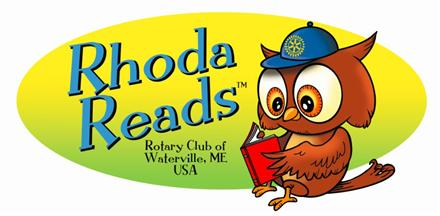 Rhoda
Reads™
Rotary Club of
Waterville, ME
USA